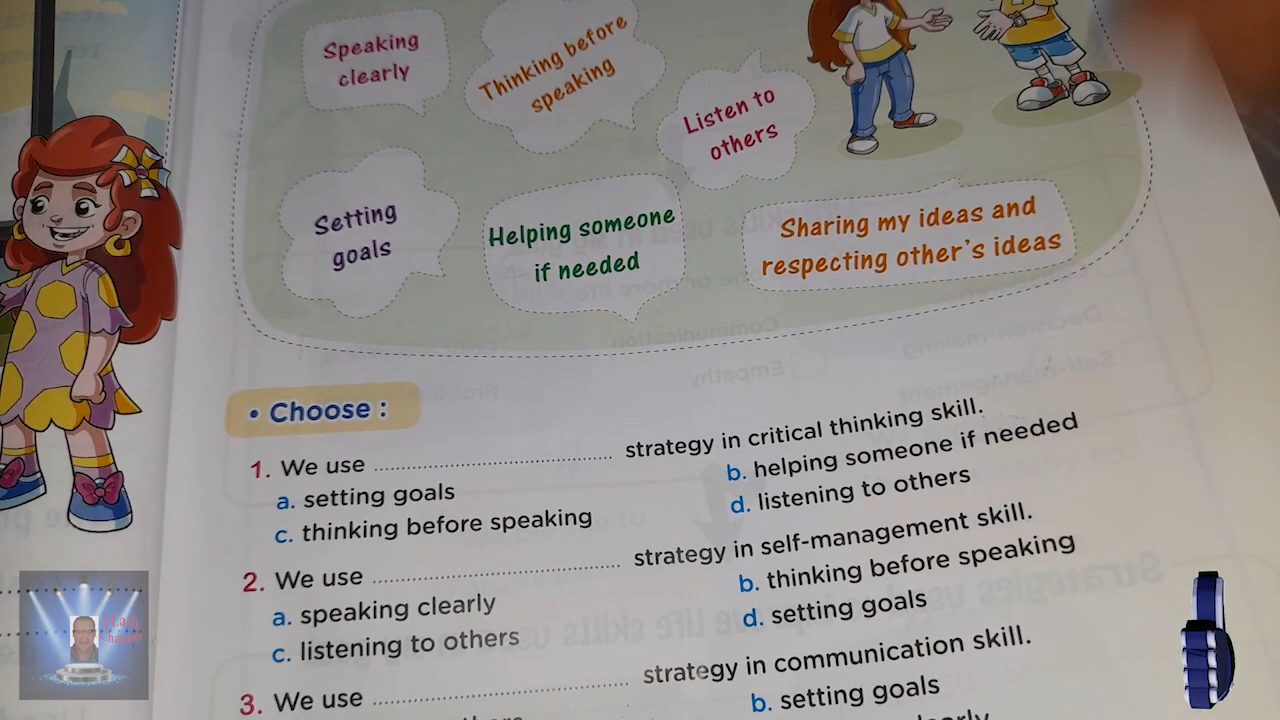 Speaking
clearly
Thinking before
speaking
Listen to
others
Setting
goals
Helping someone
if needed
Sharing my ideas and
respecting other's ideas
• Choose :
1. We use ........................................ strategy in critical thinking skill.
a. setting goals
b. helping someone if needed
c. thinking before speaking
d. listening to others
2. We use ........................................ strategy in self-management skill.
a. speaking clearly
b. thinking before speaking
c. listening to others
d. setting goals
3. We use ........................................ strategy in communication skill.
b. setting goals